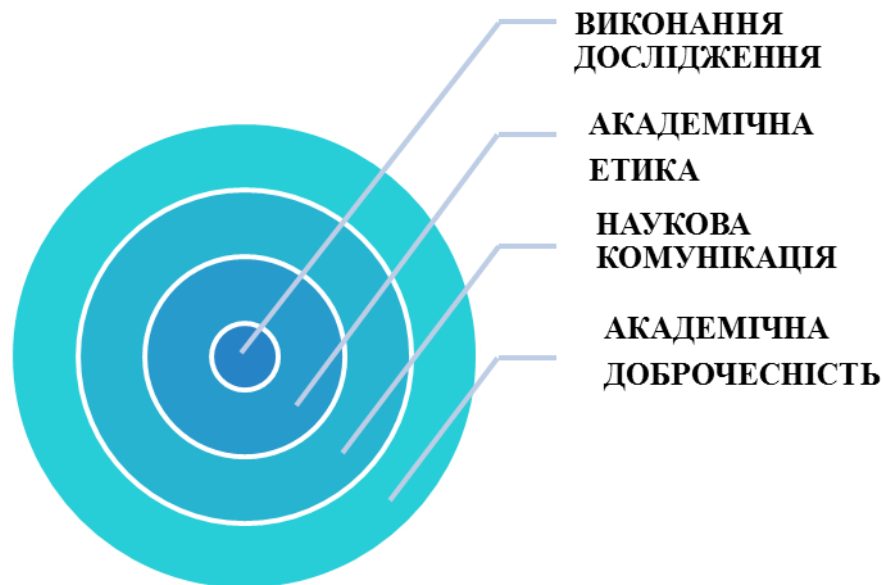 ВИКОНАННЯ
ДОСЛІДЖЕННЯ
АКАДЕМІЧНА
ЕТИКА
НАУКОВА
КОМУНІКАЦІЯ
АКАДЕМІЧНА
ДОБРОЧЕСНІСТЬ